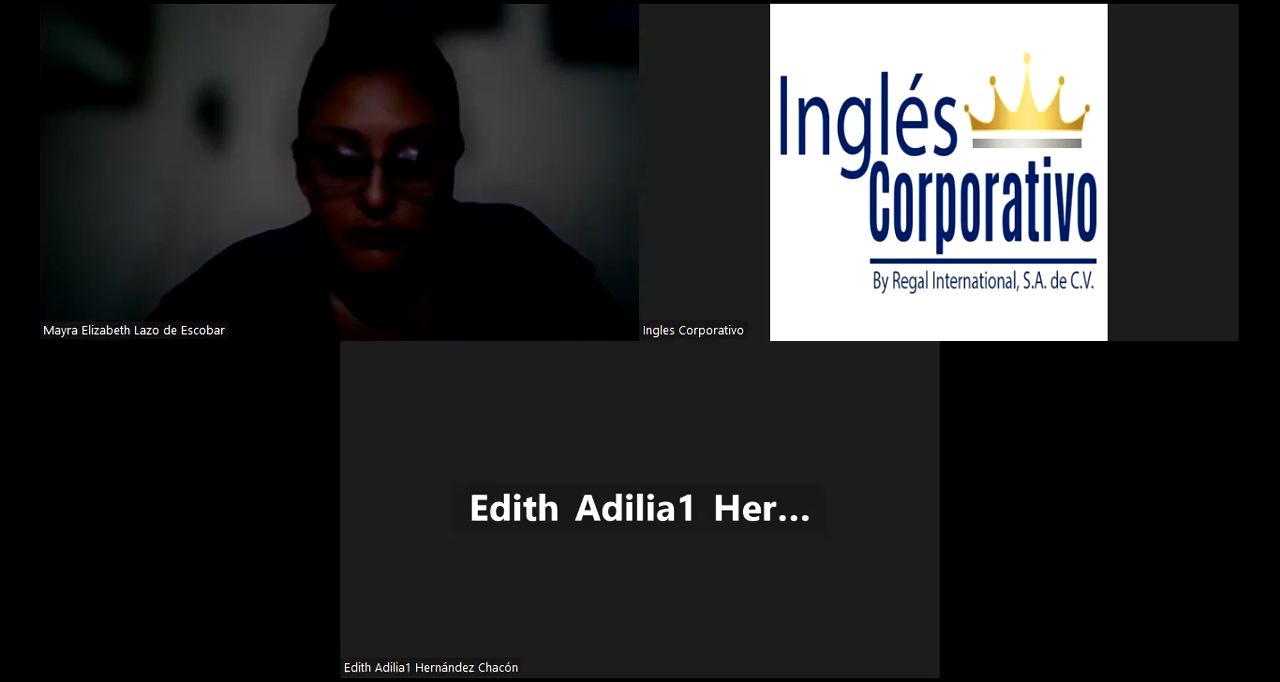 Inglés
Corporativo
By Regal International, S.A. de C.V.
Mayra Elizabeth Lazo de Escobar
Ingles Corporativo
Edith Adilia1 Her...
Edith Adilia1 Hernández Chacón